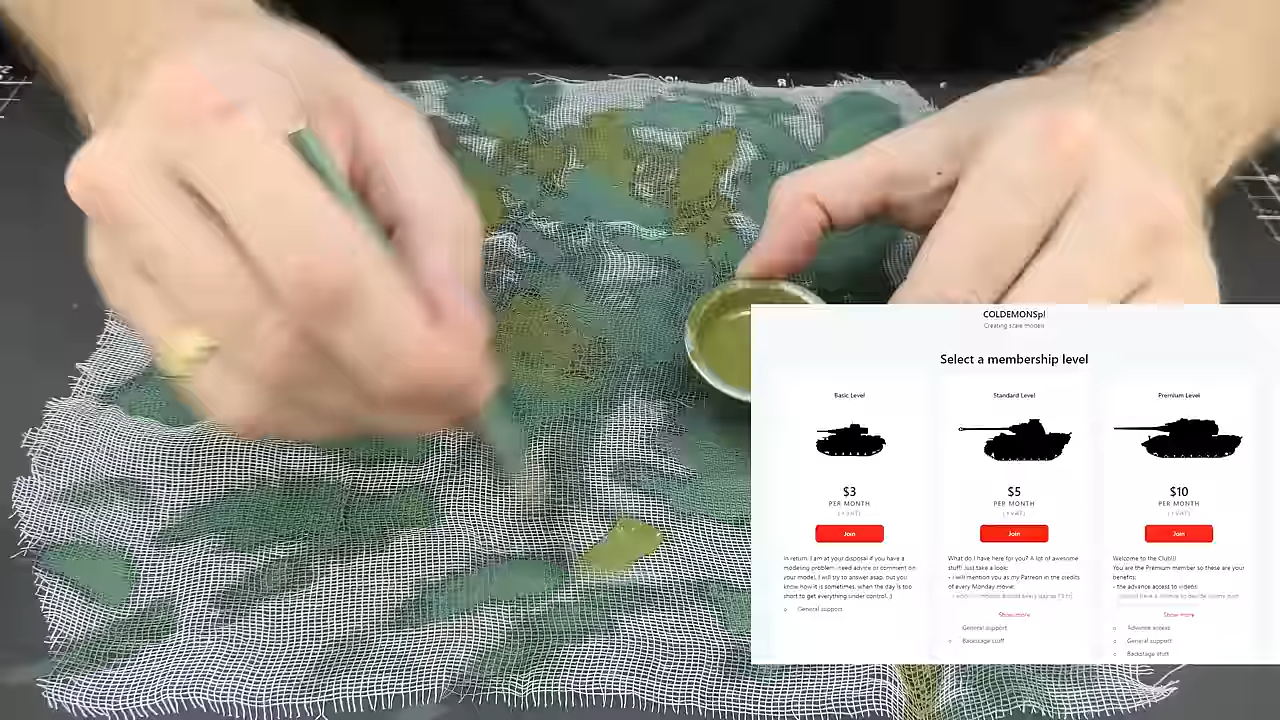 COLDEMONSpl
Creating scale models
Select a membership level
Basic Level
$3
PER MONTH
(+ VAT)
Join
In return, I am at your disposal if you have a
modeling problem, need advice or comment on
your model. I will try to answer asap, but you
know how it is sometimes, when the day is too
short to get everything under control. ;)
General support
Standard Level
$5
PER MONTH
(+ VAT)
Join
What do I have here for you? A lot of awesome
stuff! Just take a look:
- I will mention you as my Patreon in the credits
of every Monday movie;
Show more
General support
Backstage stuff
Premium Level
$10
PER MONTH
(+ VAT)
Join
Welcome to the Club!!!
You are the Premium member so these are your
benefits:
- the advance access to videos;
Show more
Advance access
General support
Backstage stuff